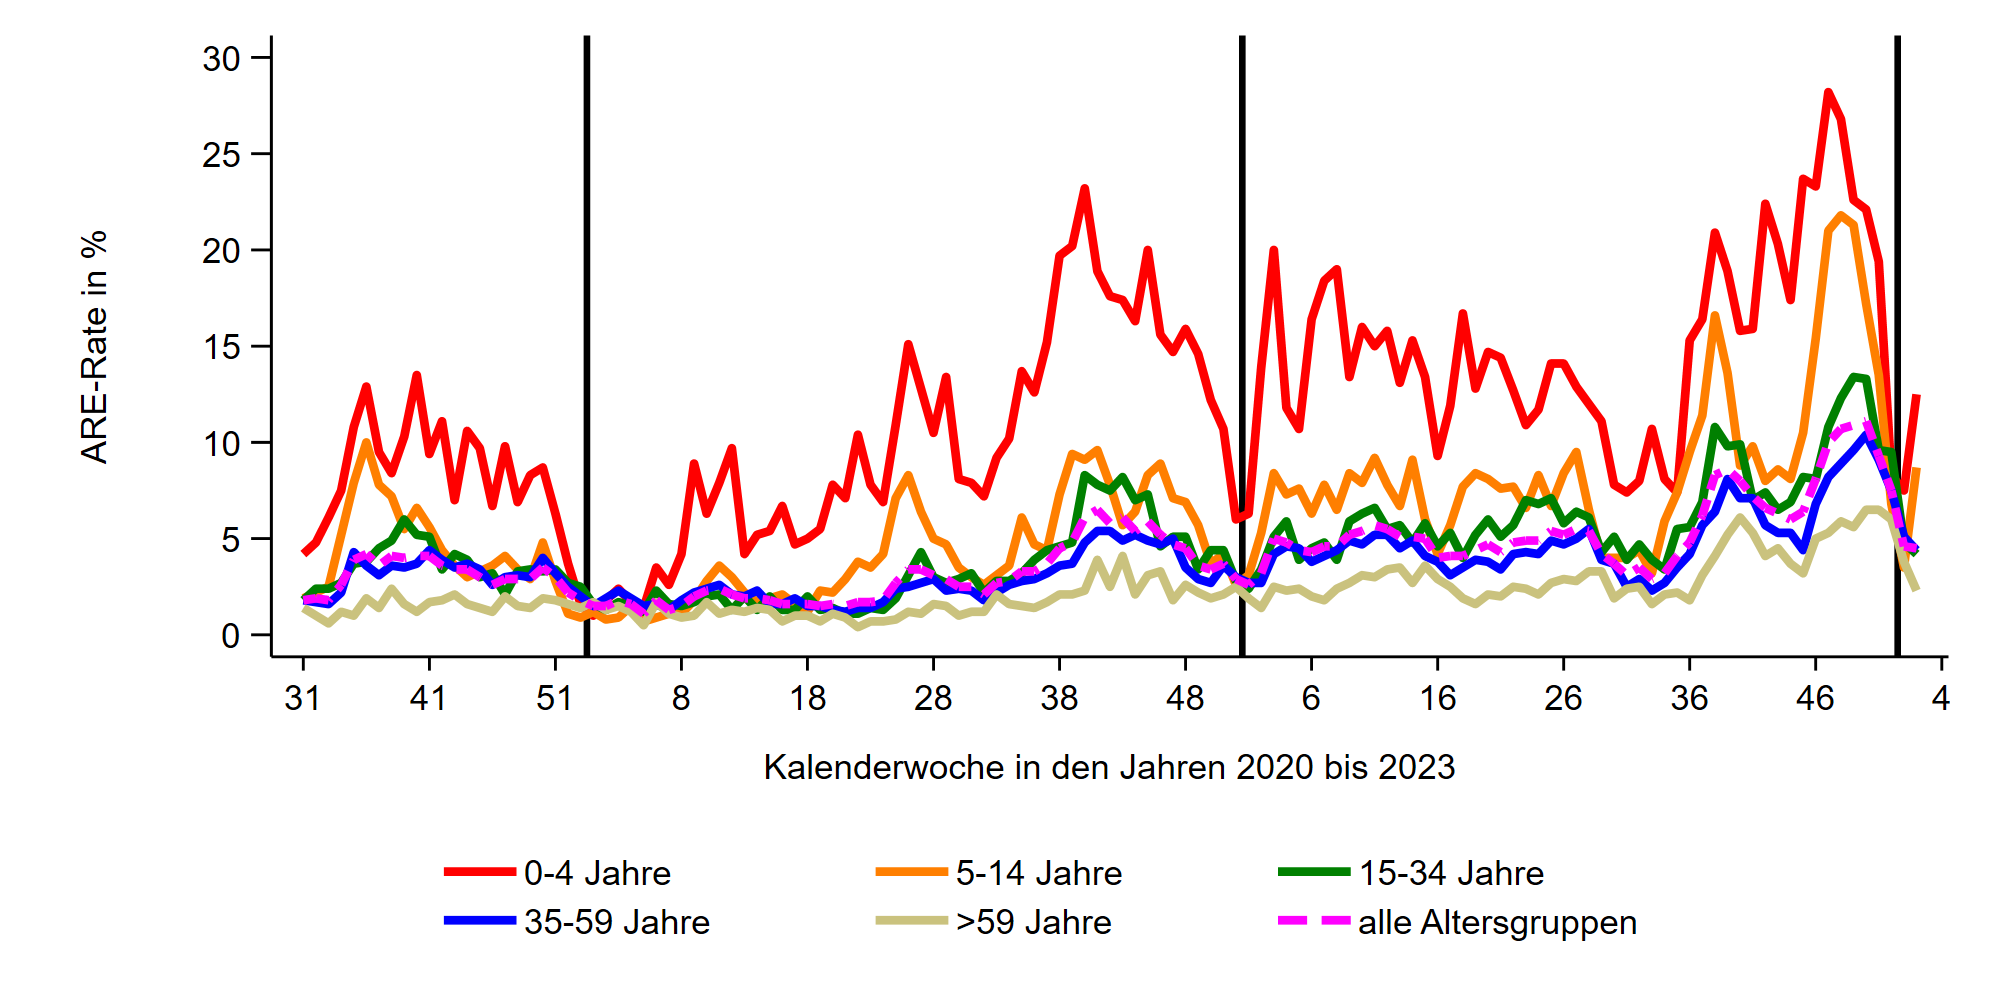 ARE-Rate in %
30
25
20
15
10
5
0
31 41 51 8 18 28 38 48 6 16 26 36 46 4
Kalenderwoche in den Jahren 2020 bis 2023
0-4 Jahre 5-14 Jahre 15-34 Jahre
35-59 Jahre >59 Jahre alle Altersgruppen